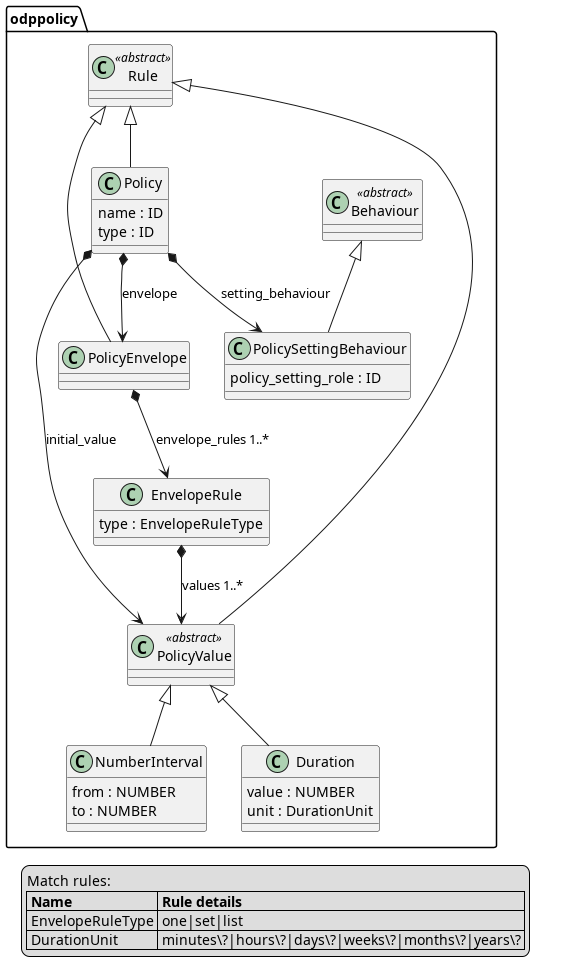 odppolicy
C «abstract»
Rule
C Policy
name : ID
type : ID
C «abstract»
Behaviour
envelope
setting_behaviour
C PolicyEnvelope
C PolicySettingBehaviour
policy_setting_role : ID
initial_value
envelope_rules 1..*
C EnvelopeRule
type : EnvelopeRuleType
values 1..*
C «abstract»
PolicyValue
C NumberInterval
from : NUMBER
to : NUMBER
C Duration
value : NUMBER
unit : DurationUnit
Match rules:
Name Rule details
EnvelopeRuleType one|set|list
DurationUnit minutes\?|hours\?|days\?|weeks\?|months\?|years\?